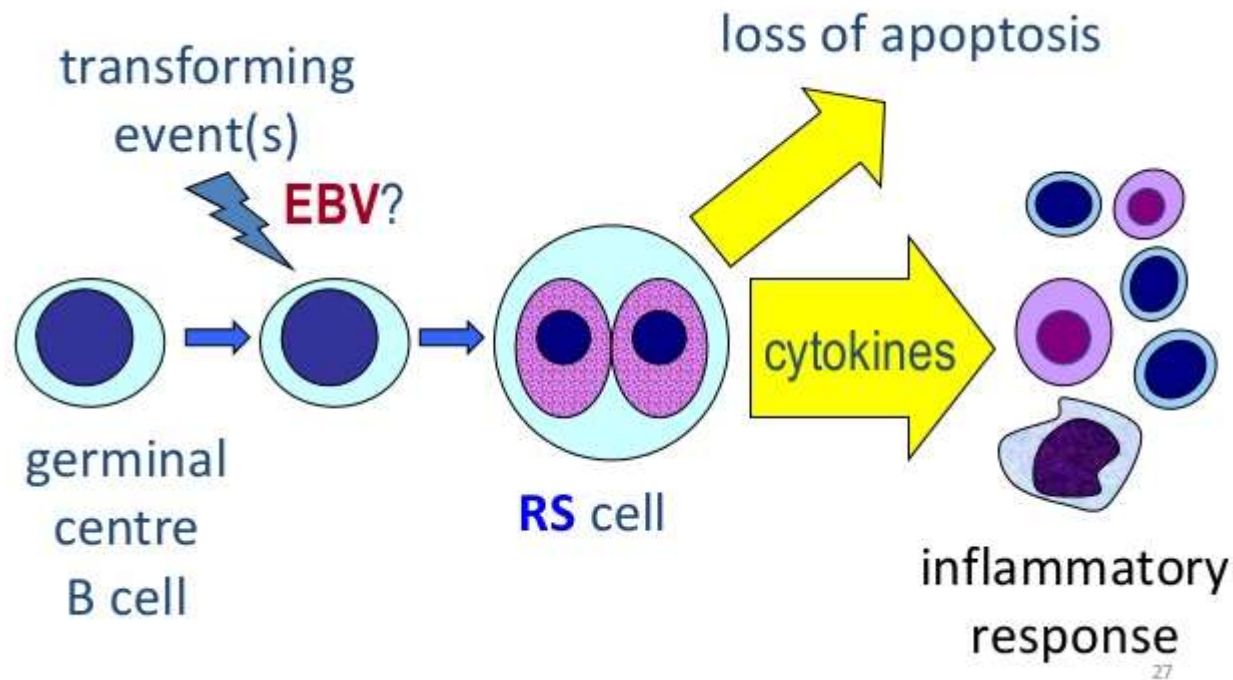 loss of apoptosis
transforming
event(s)
EBV?
cytokines
germinal
centre
B cell
RS cell
inflammatory
response
27